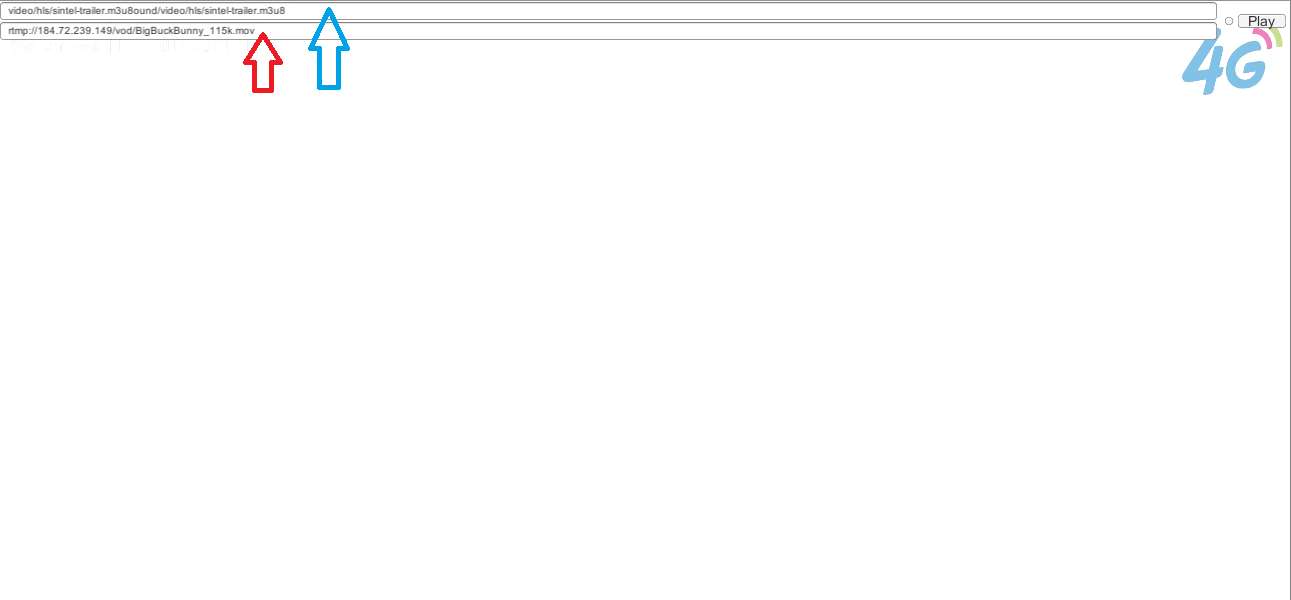 video/hls/sintel-trailer.m3u8ound/video/hls/sintel-trailer.m3u8
Play
rtmp://184.72.239.149/vod/BigBuckBunny_115k.mov
4G